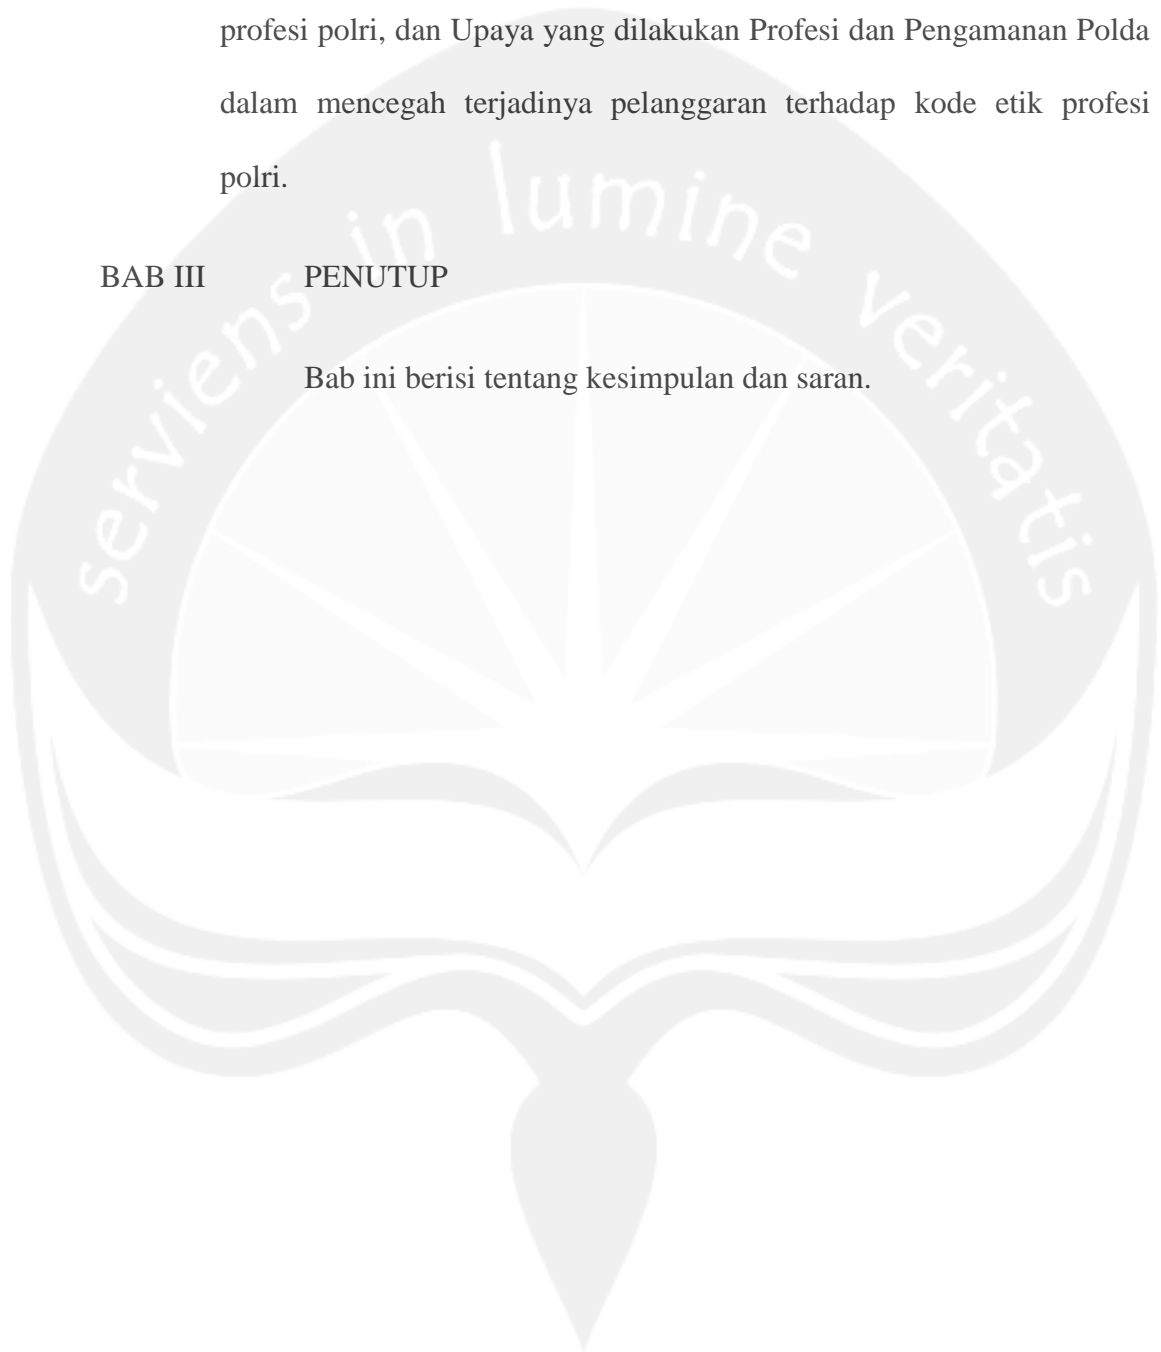 profesi polri, dan Upaya yang dilakukan Profesi dan Pengamanan Polda
dalam mencegah terjadinya pelanggaran terhadap kode etik profesi
polri.
serviens in lumine veritatis
BAB III PENUTUP
Bab ini berisi tentang kesimpulan dan saran.